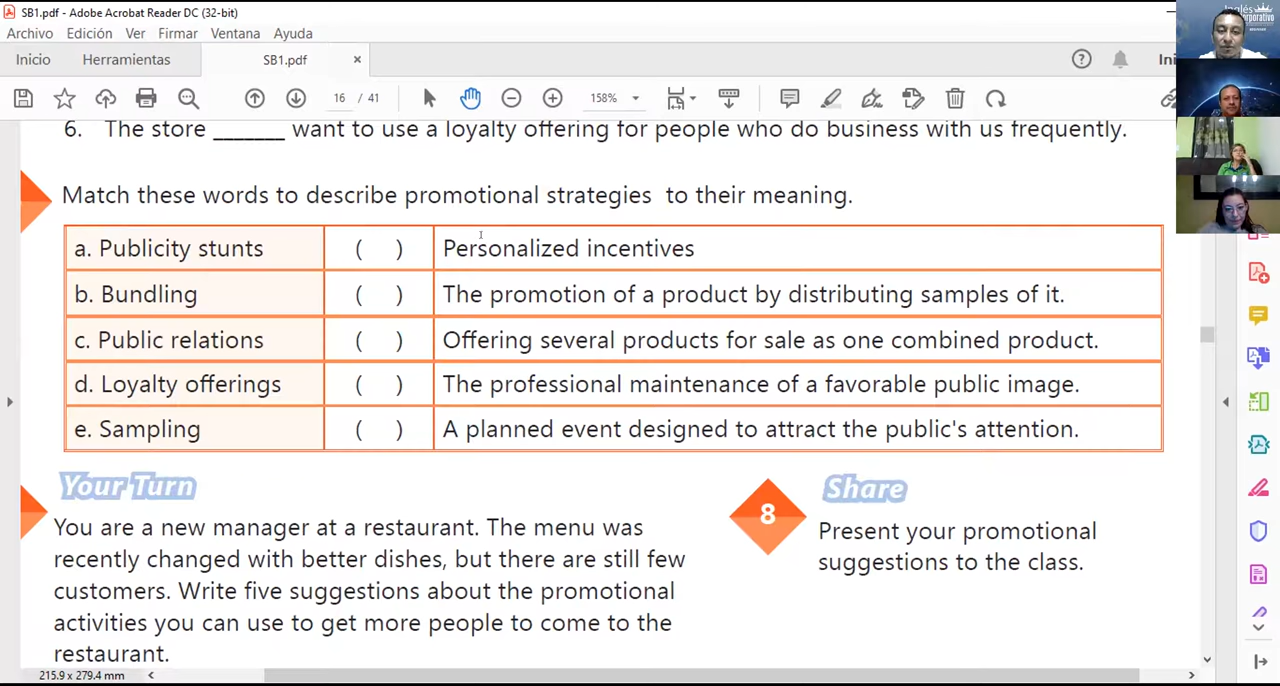 SB1.pdf - Adobe Acrobat Reader DC (32-bit)
Archivo Edición Ver Firmar Ventana Ayuda
Inicio Herramientas SB1.pdf × Ini
16 / 41 158%
6. The store _______ want to use a loyalty offering for people who do business with us frequently.
Match these words to describe promotional strategies to their meaning.
a. Publicity stunts ( ) Personalized incentives
b. Bundling ( ) The promotion of a product by distributing samples of it.
c. Public relations ( ) Offering several products for sale as one combined product.
d. Loyalty offerings ( ) The professional maintenance of a favorable public image.
e. Sampling ( ) A planned event designed to attract the public's attention.
Your Turn
You are a new manager at a restaurant. The menu was
recently changed with better dishes, but there are still few
customers. Write five suggestions about the promotional
activities you can use to get more people to come to the
restaurant.
8
Share
Present your promotional
suggestions to the class.
215.9 x 279.4 mm
Inglés